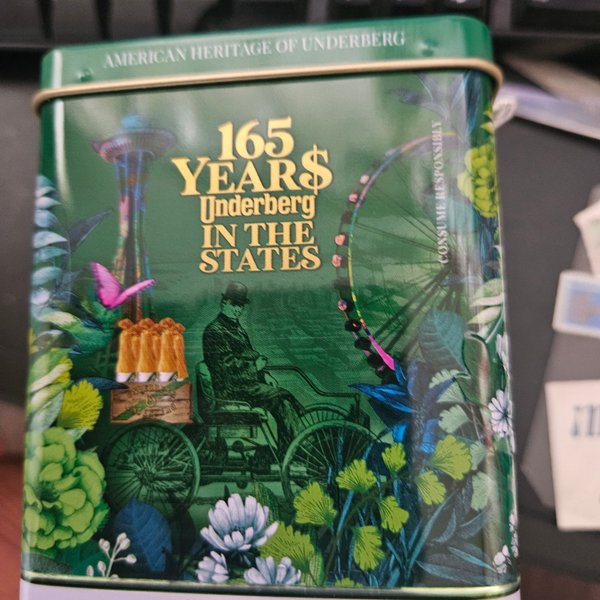 AMERICAN HERITAGE OF UNDERBERG
165
YEAR$
Underberg
IN THE
STATES
CONSUME RESPONSIBLY